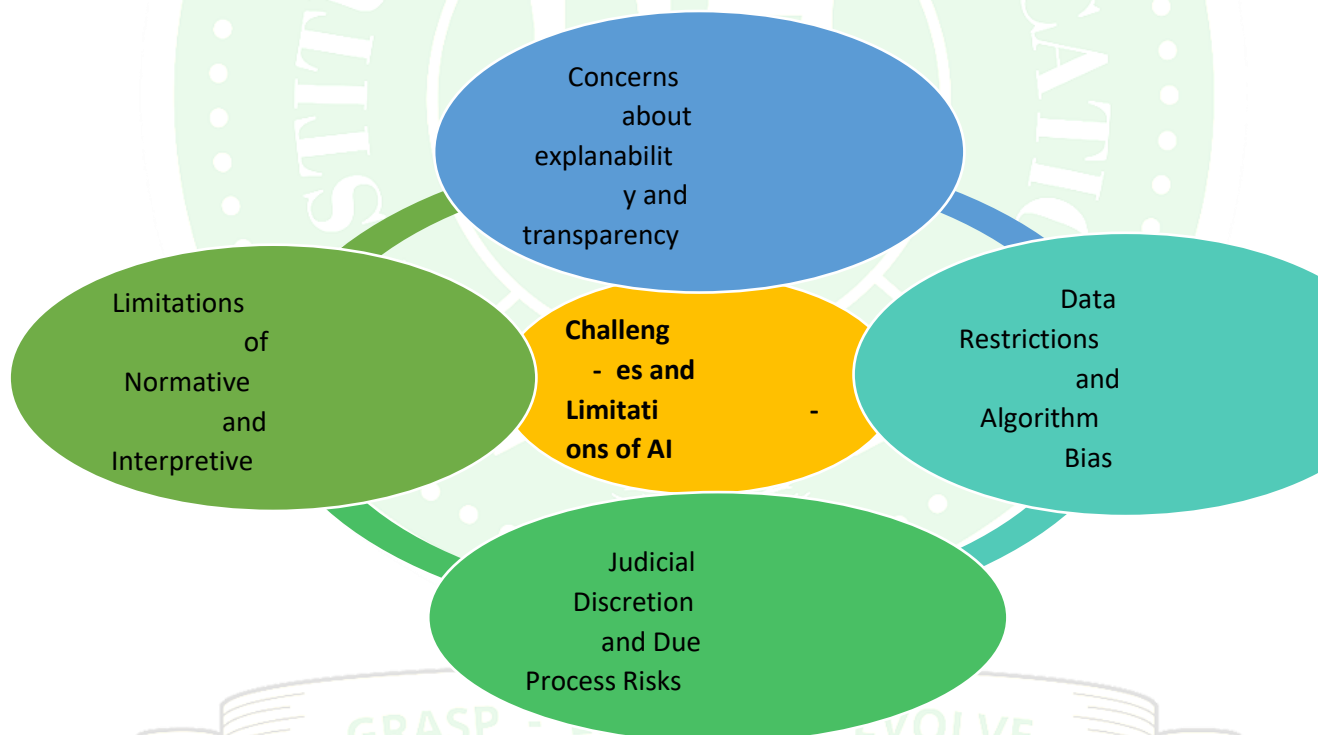 Concerns
about
explanabilit
y and
transparency
Limitations
of
Normative
and
Interpretive
Challeng
- es and
Limitati -
ons of AI
Data
Restrictions
and
Algorithm
Bias
Judicial
Discretion
and Due
Process Risks
GRASP - EVOLVE